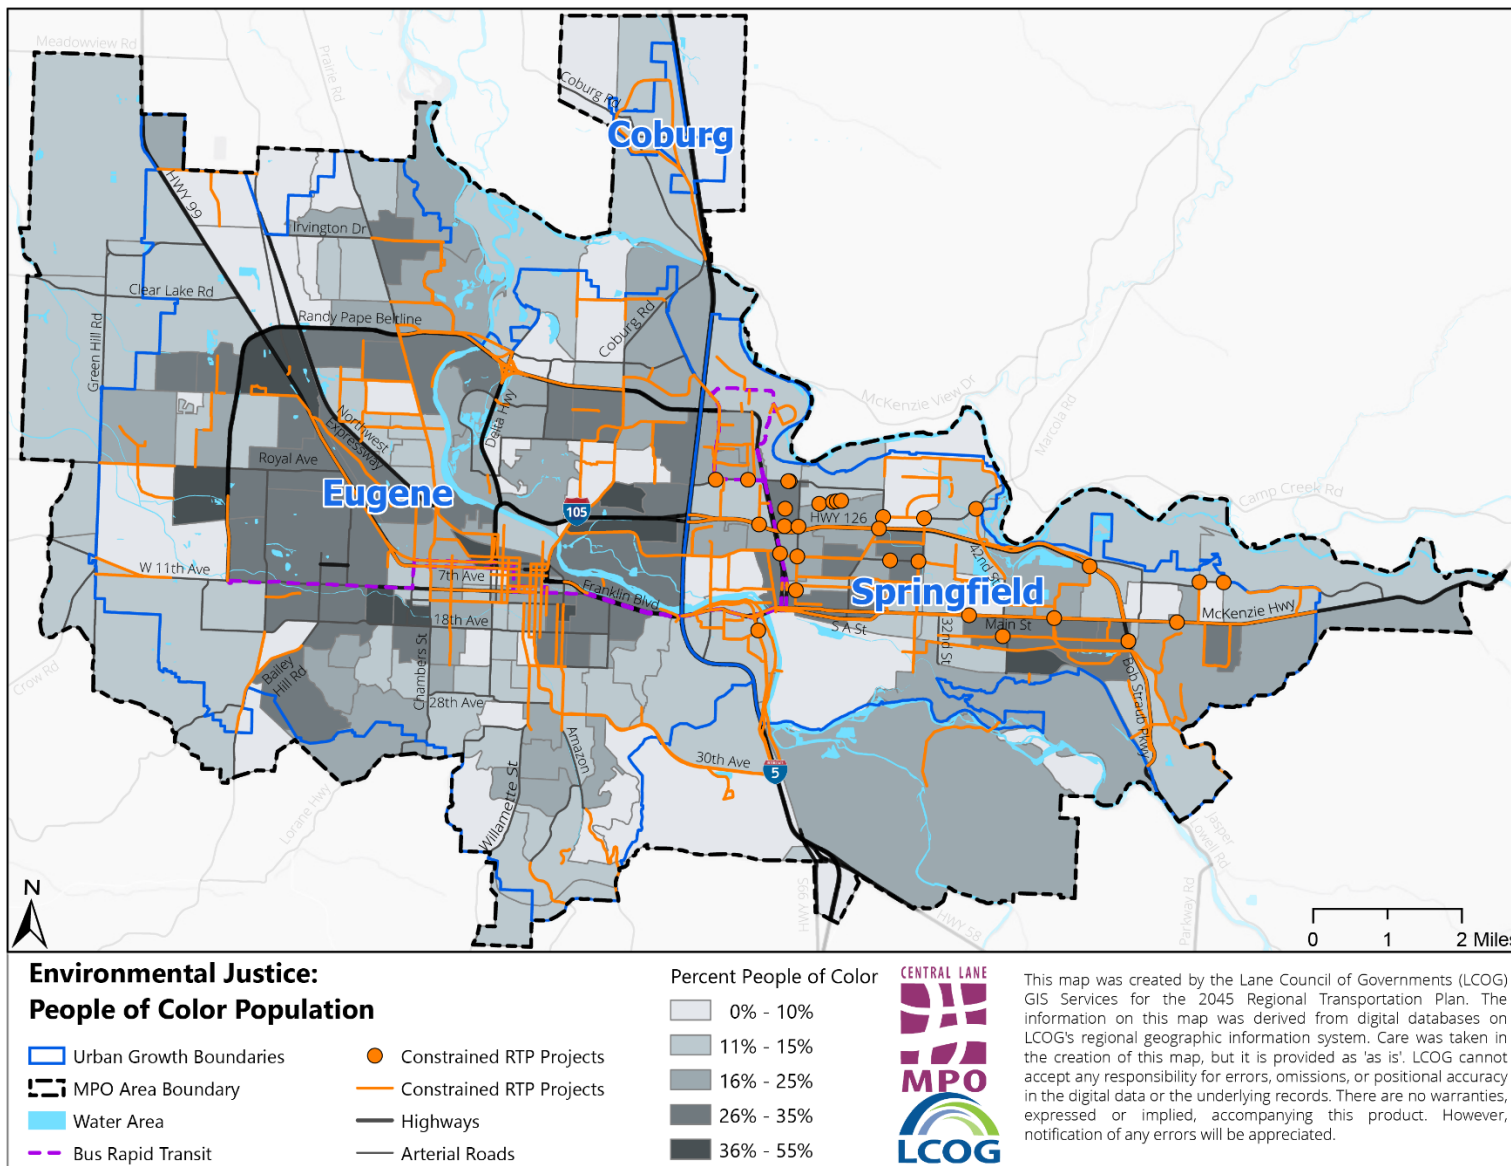 Meadowview Rd
Prairie Rd
Coburg Rd
Coburg
HWY 99
Irvington Dr
Clear Lake Rd
Randy Pape Beltline
Green Hill Rd
Coburg Rd
McKenzie View Dr
Marcola Rd
Delta Hwy
Northwest
Expressway
Royal Ave
Eugene
105
HWY 126
Camp Creek Rd
42nd St
W 11th Ave
7th Ave
Franklin Blvd
Springfield
McKenzie Hwy
18th Ave
S A St
32nd St
Main St
Crow Rd
Bailey
Hill Rd
Chambers St
28th Ave
Bob Straub Pkwy
Amazon
30th Ave
5
Willamette St
Lorane Hwy
Jasper
Lowell Rd
HWY 99S
HWY 58
Parkway Rd
N
0 1 2 Miles
Environmental Justice:
People of Color Population
Urban Growth Boundaries
MPO Area Boundary
Water Area
Bus Rapid Transit
Constrained RTP Projects
Constrained RTP Projects
Highways
Arterial Roads
Percent People of Color
0% - 10%
11% - 15%
16% - 25%
26% - 35%
36% - 55%
CENTRAL LANE
MPO
LCOG
This map was created by the Lane Council of Governments (LCOG)
GIS Services for the 2045 Regional Transportation Plan. The
information on this map was derived from digital databases on
LCOG's regional geographic information system. Care was taken in
the creation of this map, but it is provided as 'as is'. LCOG cannot
accept any responsibility for errors, omissions, or positional accuracy
in the digital data or the underlying records. There are no warranties,
expressed or implied, accompanying this product. However,
notification of any errors will be appreciated.